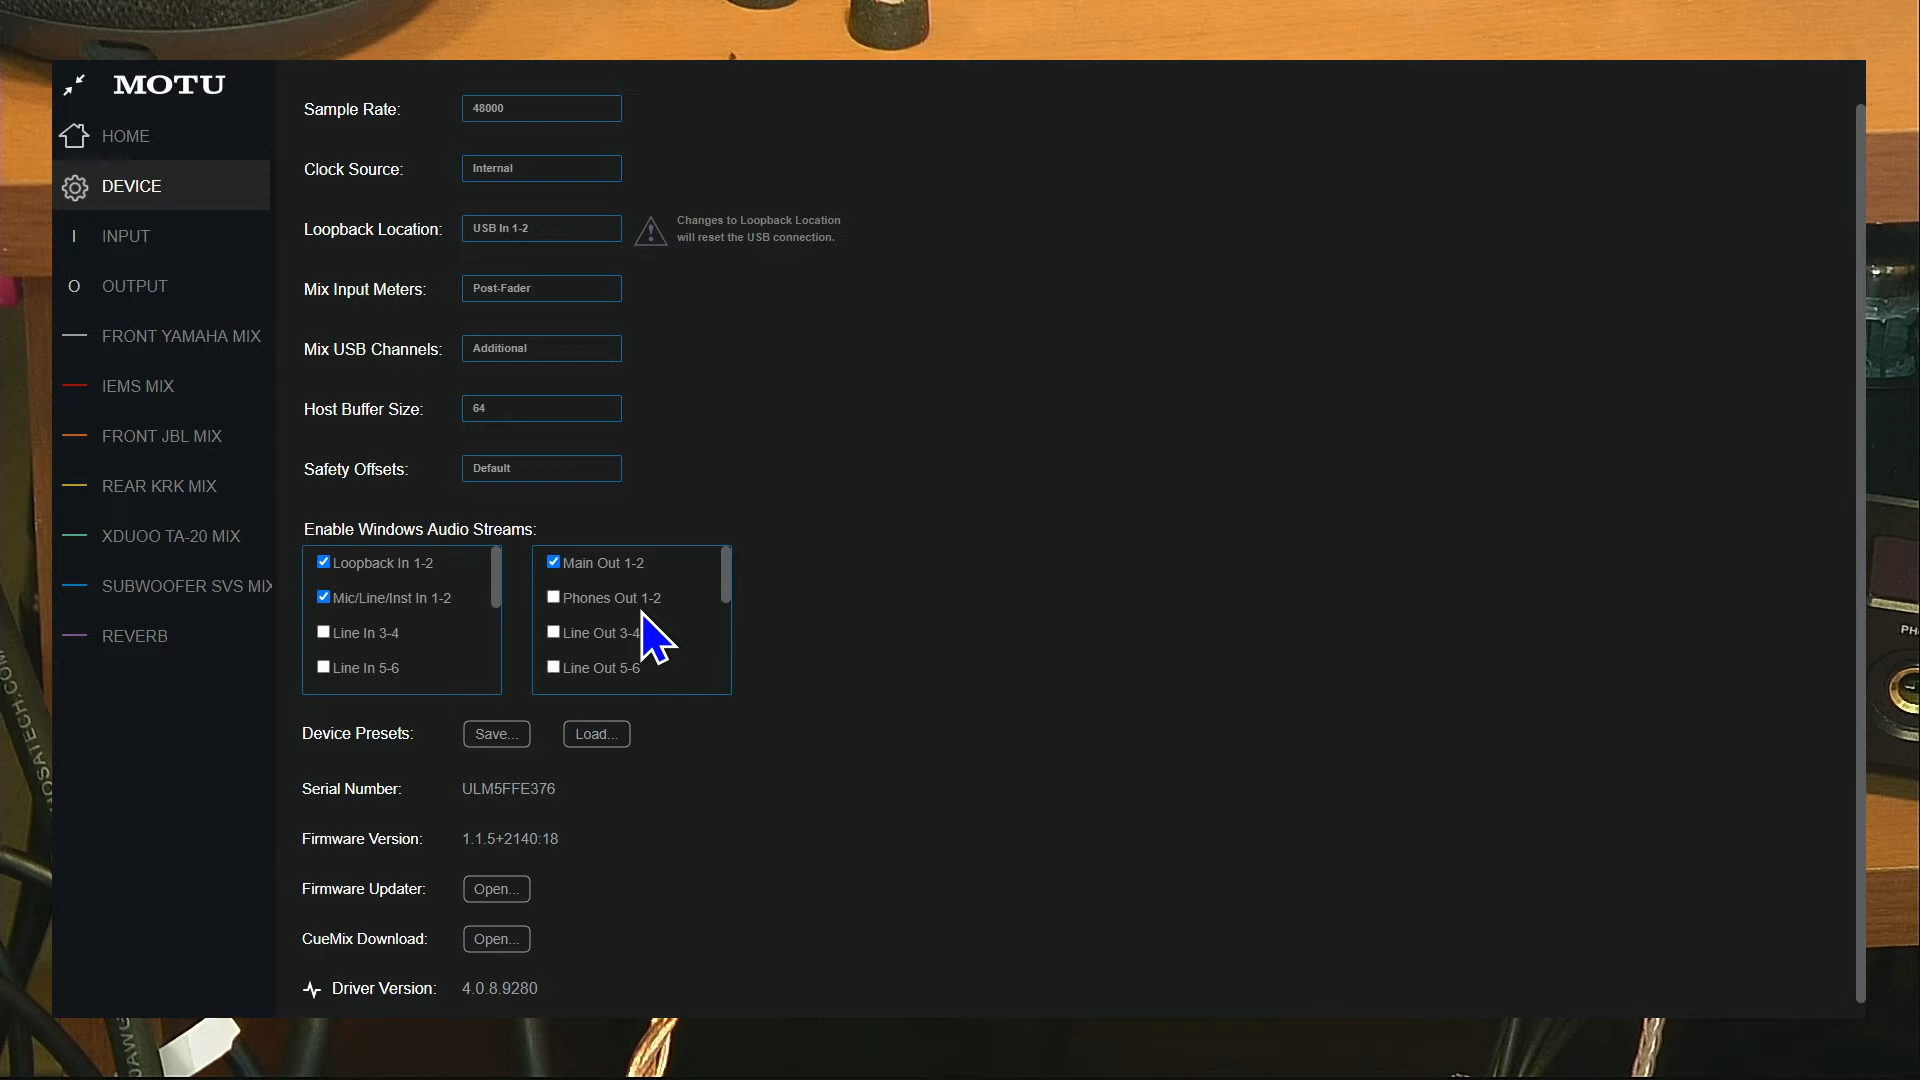 MOTU
HOME
DEVICE
I INPUT
O OUTPUT
FRONT YAMAHA MIX
IEMS MIX
FRONT JBL MIX
REAR KRK MIX
XDUOO TA-20 MIX
SUBWOOFER SVS MIX
REVERB
Sample Rate: 48000
Clock Source: Internal
Loopback Location: USB In 1-2
Changes to Loopback Location
will reset the USB connection.
Mix Input Meters: Post-Fader
Mix USB Channels: Additional
Host Buffer Size: 64
Safety Offsets: Default
Enable Windows Audio Streams:
Loopback In 1-2
Mic/Line/Inst In 1-2
Line In 3-4
Line In 5-6
Main Out 1-2
Phones Out 1-2
Line Out 3-4
Line Out 5-6
Device Presets: Save... Load...
Serial Number: ULM5FFE376
Firmware Version: 1.1.5+2140:18
Firmware Updater: Open...
CueMix Download: Open...
Driver Version: 4.0.8.9280
PH